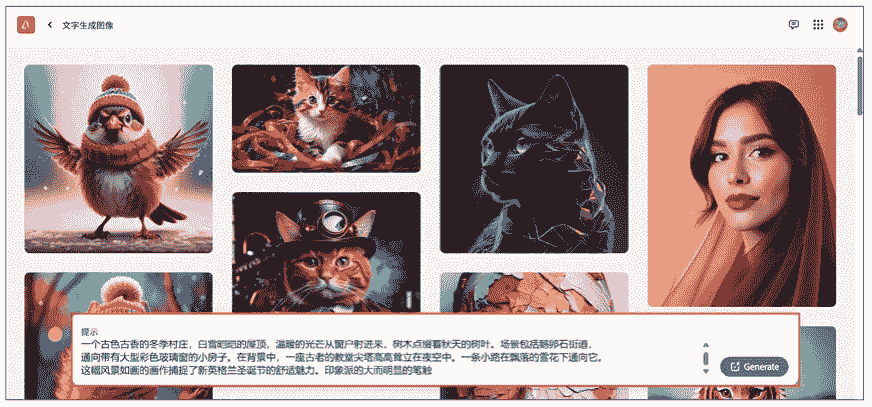 文字生成图像
提示
一个古色古香的冬季村庄，白雪皑皑的屋顶，温暖的光芒从窗户射进来，树木点缀着秋天的树叶。场景包括鹅卵石街道，
通向带有大型彩色玻璃窗的小房子。在背景中，一座古老的教堂尖塔高高耸立在夜空中。一条小路在飘落的雪花下通向它。
这幅风景如画的画作捕捉了新英格兰圣诞节的舒适魅力。印象派的大而明显的笔触
Generate